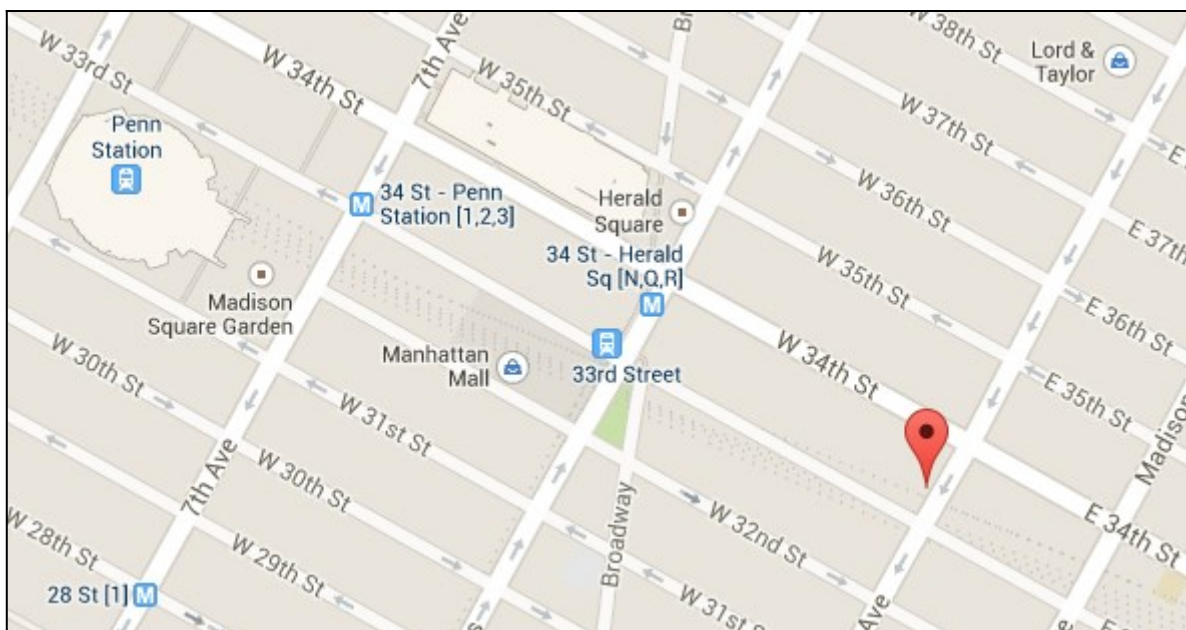 W 33rd St
W 34th St
7th Ave
Br
W 35th St
W 38th St
Lord &
Taylor
Penn
Station
34 St - Penn
Station [1,2,3]
Herald
Square
W 37th St
W 36th St
E 37th
34 St - Herald
Sq [N,Q,R]
W 35th St
E 36th St
Madison
Square Garden
Manhattan
Mall
33rd Street
W 34th St
E 35th St
Madison
W 30th St
W 31st St
7th Ave
W 30th St
W 28th St
W 29th St
28 St [1]
Broadway
W 32nd St
W 31st S
E 34th St
Ave